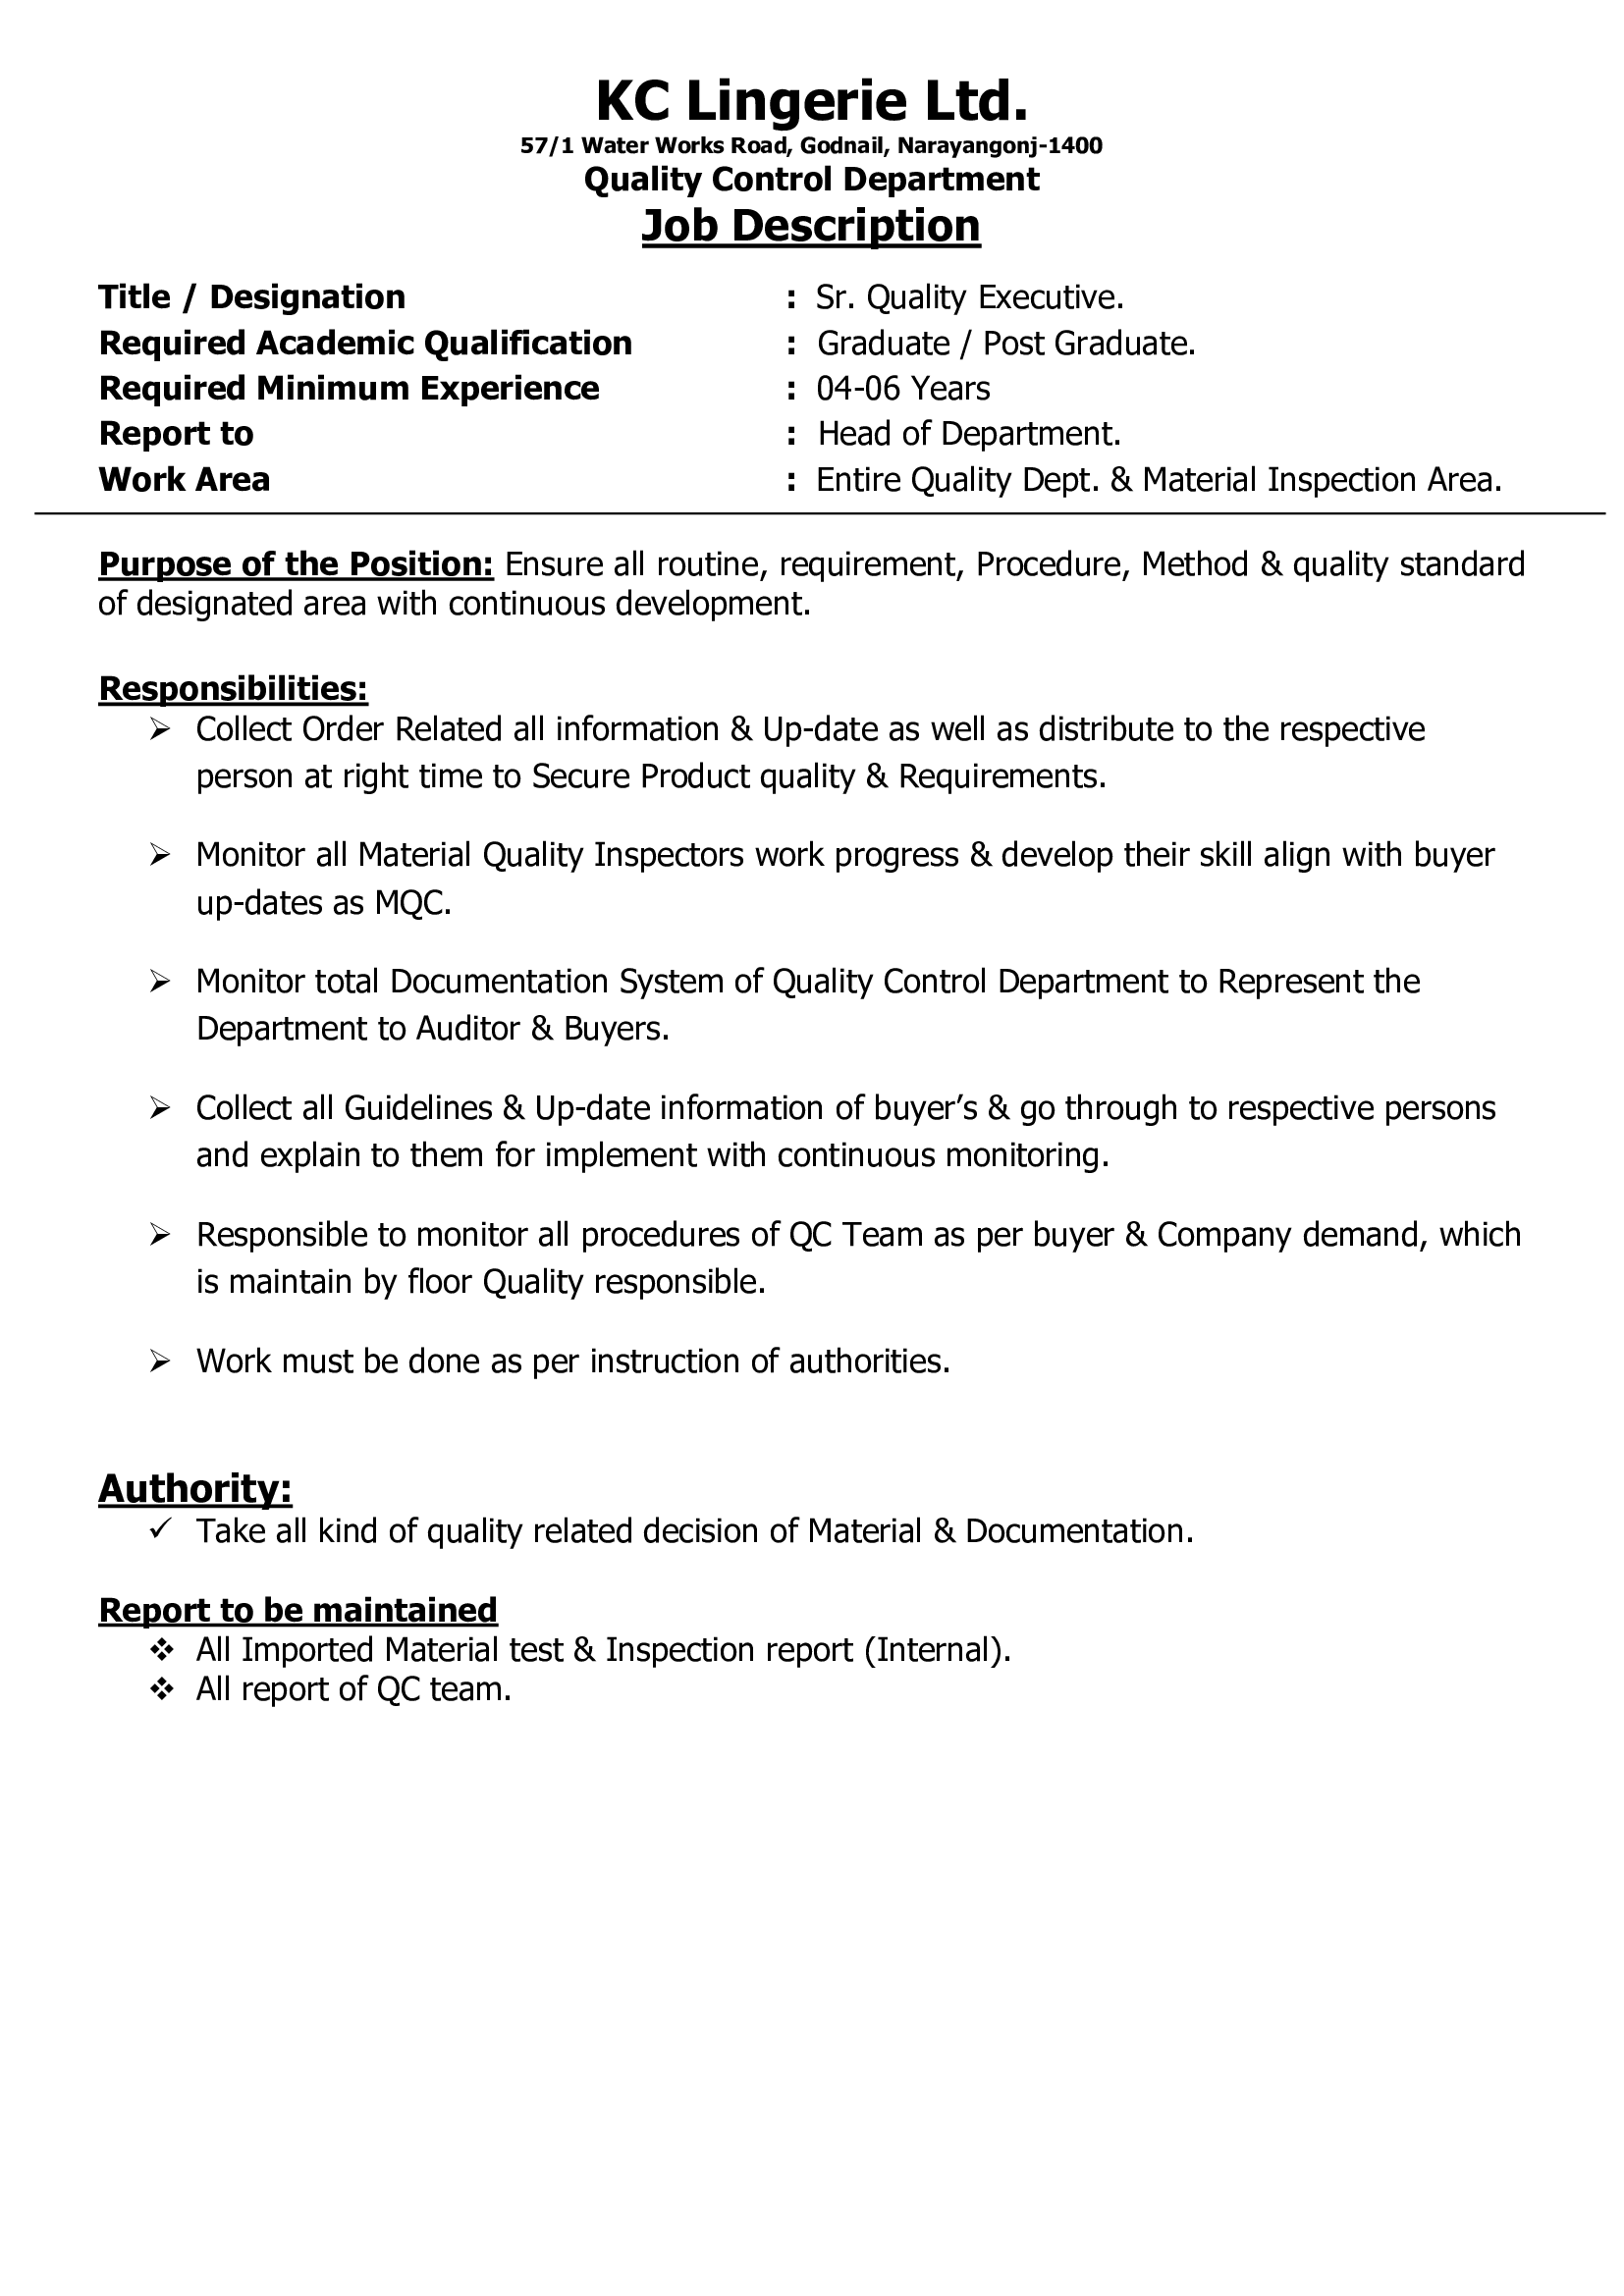 KC Lingerie Ltd.
57/1 Water Works Road, Godnail, Narayangonj-1400
Quality Control Department
Job Description
Title / Designation : Sr. Quality Executive.
Required Academic Qualification : Graduate / Post Graduate.
Required Minimum Experience : 04-06 Years
Report to : Head of Department.
Work Area : Entire Quality Dept. & Material Inspection Area.
Purpose of the Position: Ensure all routine, requirement, Procedure, Method & quality standard
of designated area with continuous development.
Responsibilities:
➢ Collect Order Related all information & Up-date as well as distribute to the respective
person at right time to Secure Product quality & Requirements.
➢ Monitor all Material Quality Inspectors work progress & develop their skill align with buyer
up-dates as MQC.
➢ Monitor total Documentation System of Quality Control Department to Represent the
Department to Auditor & Buyers.
➢ Collect all Guidelines & Up-date information of buyer’s & go through to respective persons
and explain to them for implement with continuous monitoring.
➢ Responsible to monitor all procedures of QC Team as per buyer & Company demand, which
is maintain by floor Quality responsible.
➢ Work must be done as per instruction of authorities.
Authority:
✓ Take all kind of quality related decision of Material & Documentation.
Report to be maintained
❖ All Imported Material test & Inspection report (Internal).
❖ All report of QC team.